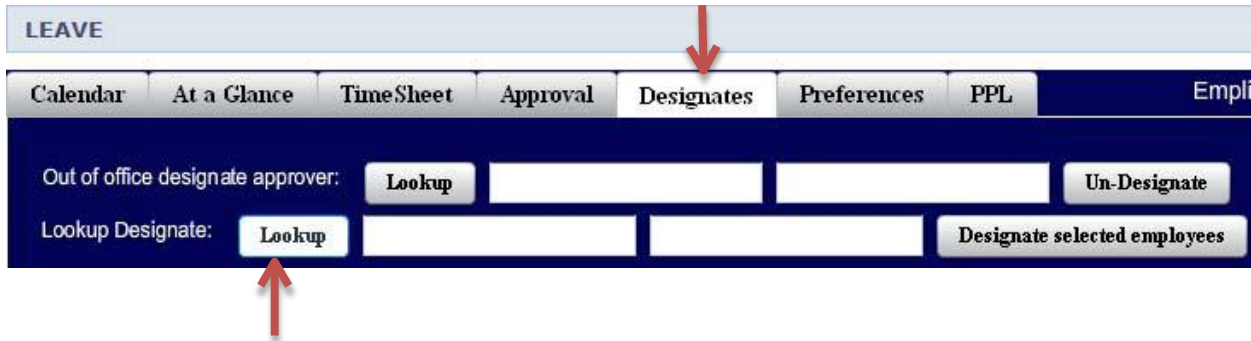 LEAVE
Calendar At a Glance TimeSheet Approval Designates Preferences PPL Empli
Out of office designate approver: Lookup Un-Designate
Lookup Designate: Lookup Designate selected employees